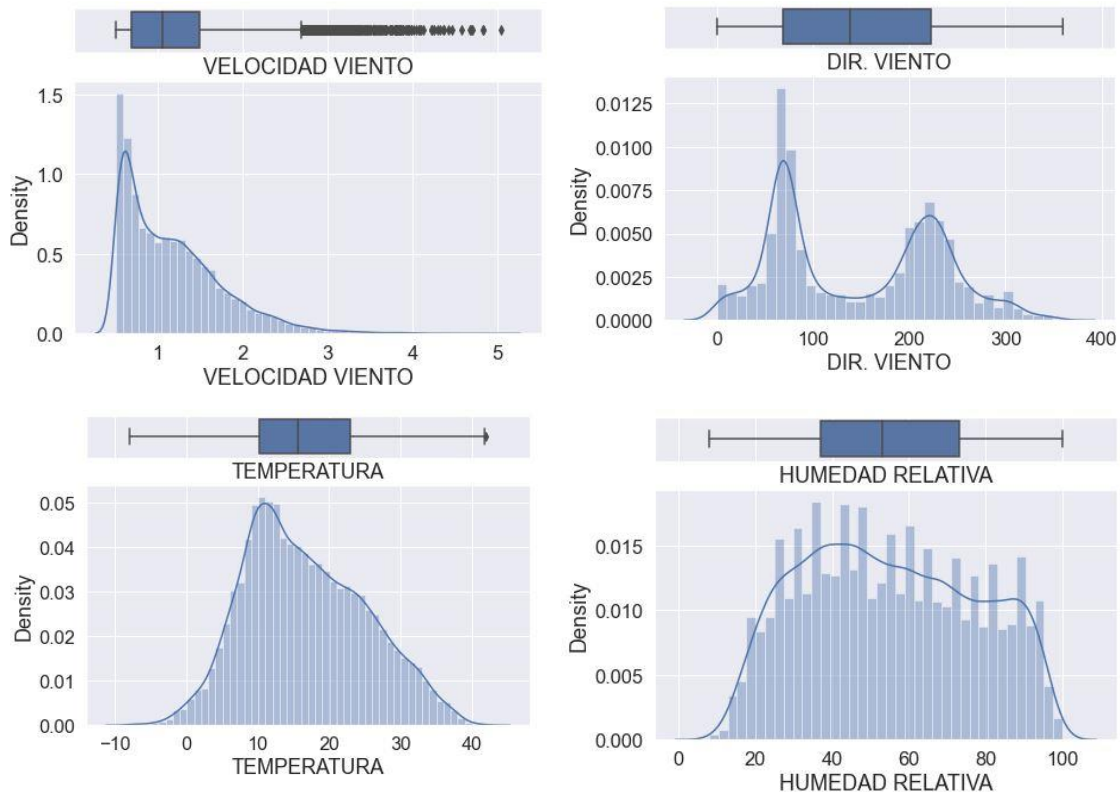 VELOCIDAD VIENTO
1.5
1.0
0.5
0.0
Density
1 2 3 4 5
VELOCIDAD VIENTO
DIR. VIENTO
0.0125
0.0100
0.0075
0.0050
0.0025
0.0000
Density
0 100 200 300 400
DIR. VIENTO
TEMPERATURA
0.05
0.04
0.03
0.02
0.01
0.00
Density
−10 0 10 20 30 40
TEMPERATURA
HUMEDAD RELATIVA
0.015
0.010
0.005
0.000
Density
0 20 40 60 80 100
HUMEDAD RELATIVA